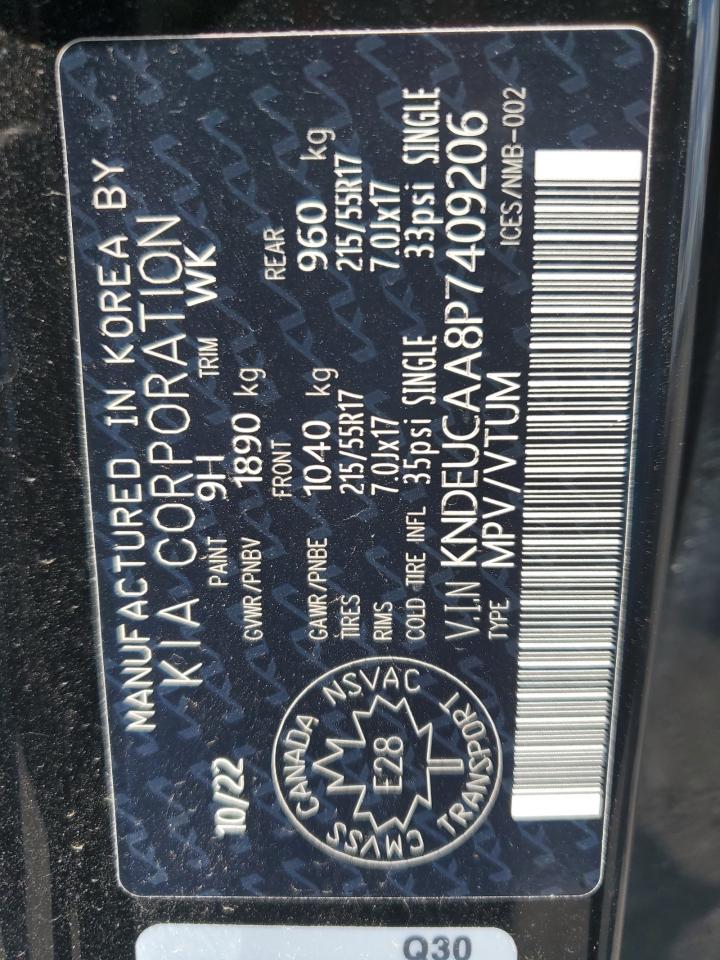 MANUFACTURED IN KOREA BY
KIA CORPORATION
10/22 PAINT 9H TRIM WK
GVWR/PNBV 1890 kg
FRONT REAR
GAWR/PNBE 1040 kg 960 kg
TIRES 215/55R17 215/55R17
RIMS 7.0Jx17 7.0Jx17
COLD TIRE INFL 35psi SINGLE 33psi SINGLE
V.I.N KNDEUCAA8P7409206
TYPE MPV/VTUM ICES/NMB-002
CANADA NSVAC
E28
CMVSS TRANSPORT
Q30